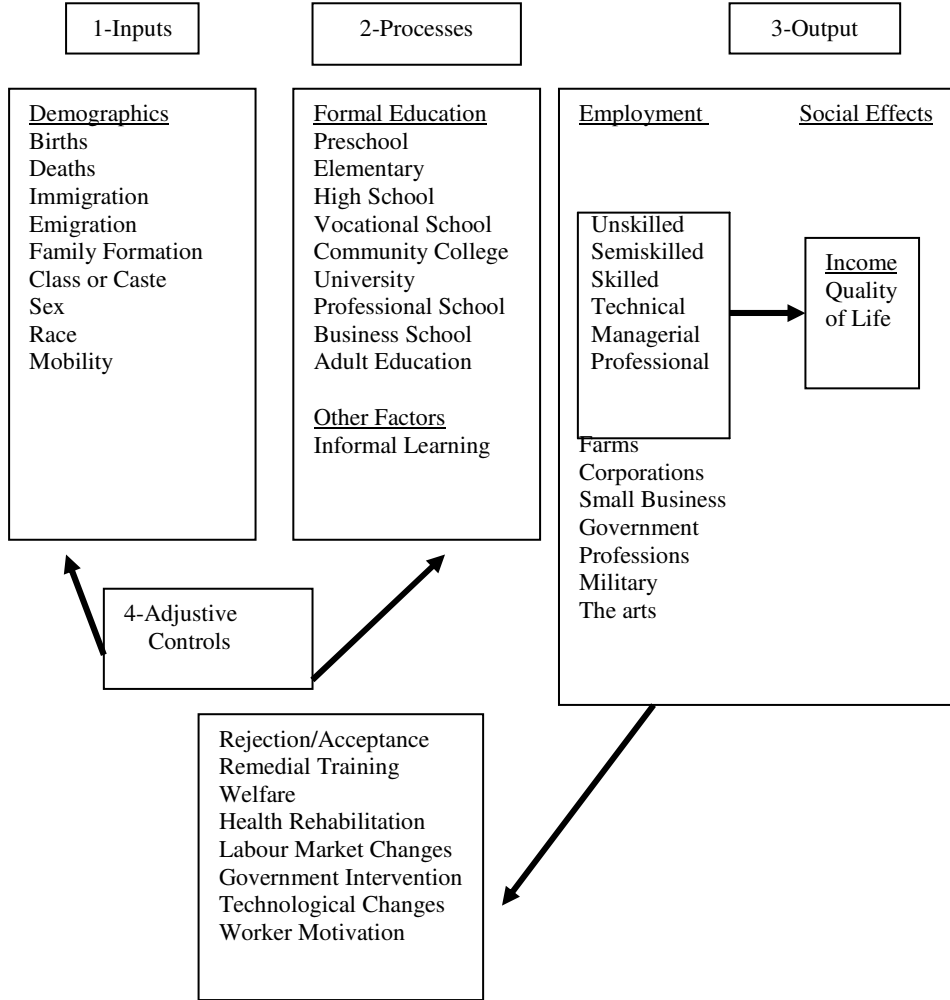 1-Inputs
2-Processes
3-Output
Demographics
Births
Deaths
Immigration
Emigration
Family Formation
Class or Caste
Sex
Race
Mobility
Formal Education
Preschool
Elementary
High School
Vocational School
Community College
University
Professional School
Business School
Adult Education
Other Factors
Informal Learning
Employment
Social Effects
Unskilled
Semiskilled
Skilled
Technical
Managerial
Professional
Income
Quality
of Life
Farms
Corporations
Small Business
Government
Professions
Military
The arts
4-Adjustive
Controls
Rejection/Acceptance
Remedial Training
Welfare
Health Rehabilitation
Labour Market Changes
Government Intervention
Technological Changes
Worker Motivation